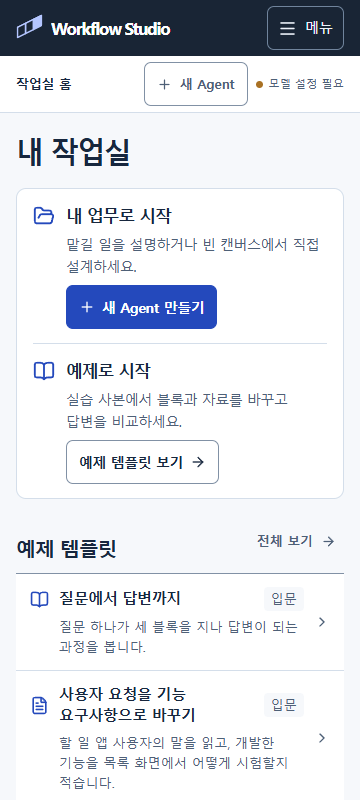 Workflow Studio
메뉴
작업실 홈
+ 새 Agent
모델 설정 필요
내 작업실
내 업무로 시작
맡길 일을 설명하거나 빈 캔버스에서 직접
설계하세요.
+ 새 Agent 만들기
예제로 시작
실습 사본에서 블록과 자료를 바꾸고
답변을 비교하세요.
예제 템플릿 보기 →
예제 템플릿
전체 보기 →
질문에서 답변까지
입문
질문 하나가 세 블록을 지나 답변이 되는
과정을 봅니다.
사용자 요청을 기능
요구사항으로 바꾸기
입문
할 일 앱 사용자의 말을 읽고, 개발한
기능을 목록 화면에서 어떻게 시험할지
적습니다.